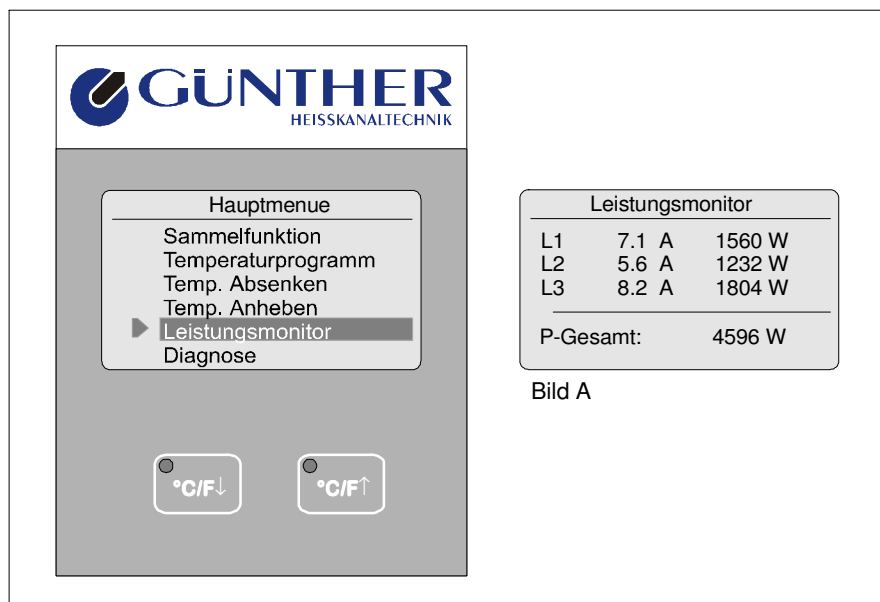 GÜNTHER
HEISSKANALTECHNIK
Hauptmenue
Sammelfunktion
Temperaturprogramm
Temp. Absenken
Temp. Anheben
Leistungsmonitor
Diagnose
°C/F↓
°C/F↑
Leistungsmonitor
L1 7.1 A 1560 W
L2 5.6 A 1232 W
L3 8.2 A 1804 W
P-Gesamt: 4596 W
Bild A